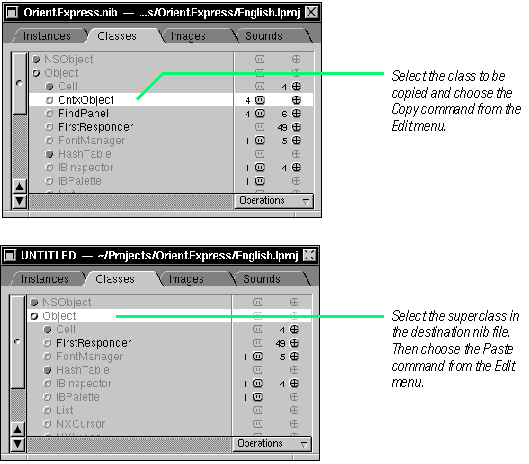 OrientExpress.nib — ...s/OrientExpress/English.lproj
Instances Classes Images Sounds
NSObject
Object
Cell 4
CntxObject 4
FindPanel 4 6
FirstResponder 49
FontManager 1 5
HashTable
IBInspector 1 4
IBPalette 1
List
Operations
Select the class to be
copied and choose the
Copy command from the
Edit menu.
UNTITLED — ~/Projects/OrientExpress/English.lproj
Instances Classes Images Sounds
NSObject
Object
Cell 4
FirstResponder 49
FontManager 1 5
HashTable
IBInspector 1 4
IBPalette 1
List
NXCursor
NXImage
Operations
Select the superclass in
the destination nib file.
Then choose the Paste
command from the Edit
menu.